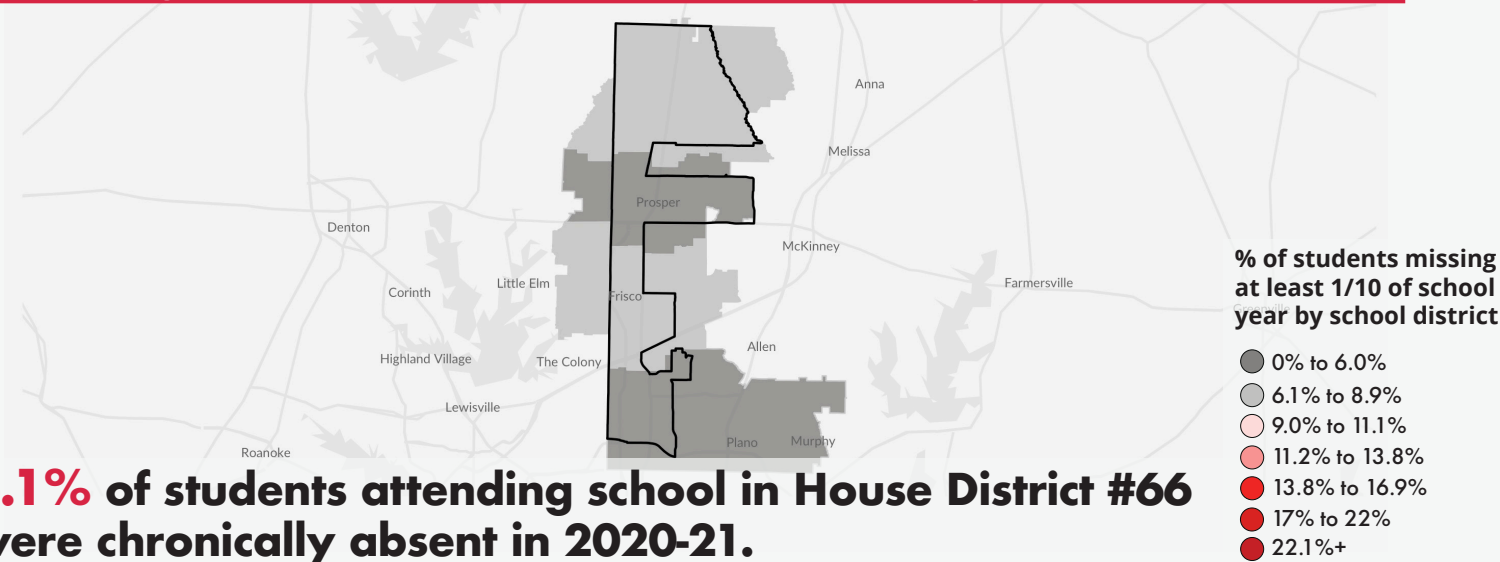 Anna
Melissa
Prosper
Denton
McKinney
Little Elm
Farmersville
Corinth
Frisco
Highland Village
The Colony
Allen
Lewisville
Plano
Murphy
Roanoke
% of students missing
at least 1/10 of school
year by school district
Greenville
0% to 6.0%
6.1% to 8.9%
9.0% to 11.1%
11.2% to 13.8%
13.8% to 16.9%
17% to 22%
22.1%+
.1% of students attending school in House District #66
were chronically absent in 2020-21.